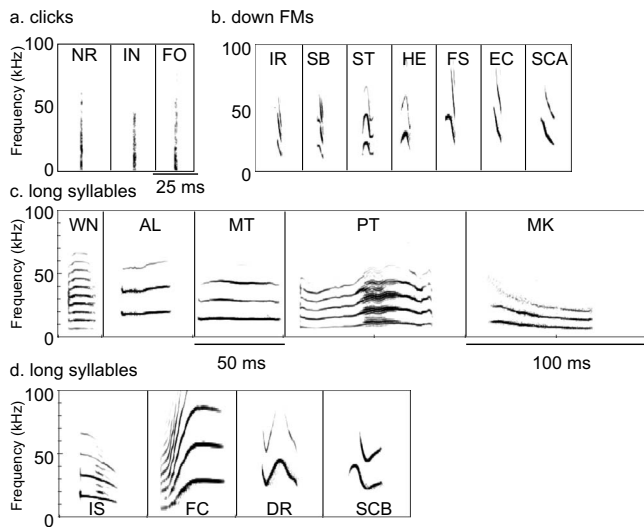 a. clicks
b. down FMs
Frequency (kHz)
100
50
0
NR IN FO
25 ms
100
50
0
IR SB ST HE FS EC SCA
c. long syllables
Frequency (kHz)
100
50
0
WN AL MT PT MK
50 ms
100 ms
d. long syllables
Frequency (kHz)
100
50
0
IS FC DR SCB